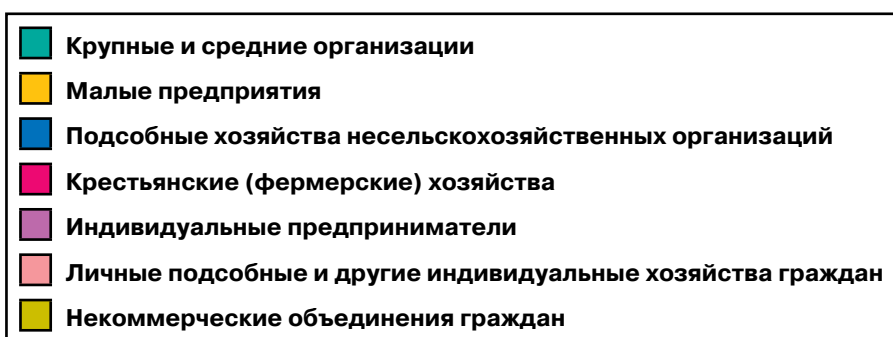 Крупные и средние организации
Малые предприятия
Подсобные хозяйства несельскохозяйственных организаций
Крестьянские (фермерские) хозяйства
Индивидуальные предприниматели
Личные подсобные и другие индивидуальные хозяйства граждан
Некоммерческие объединения граждан